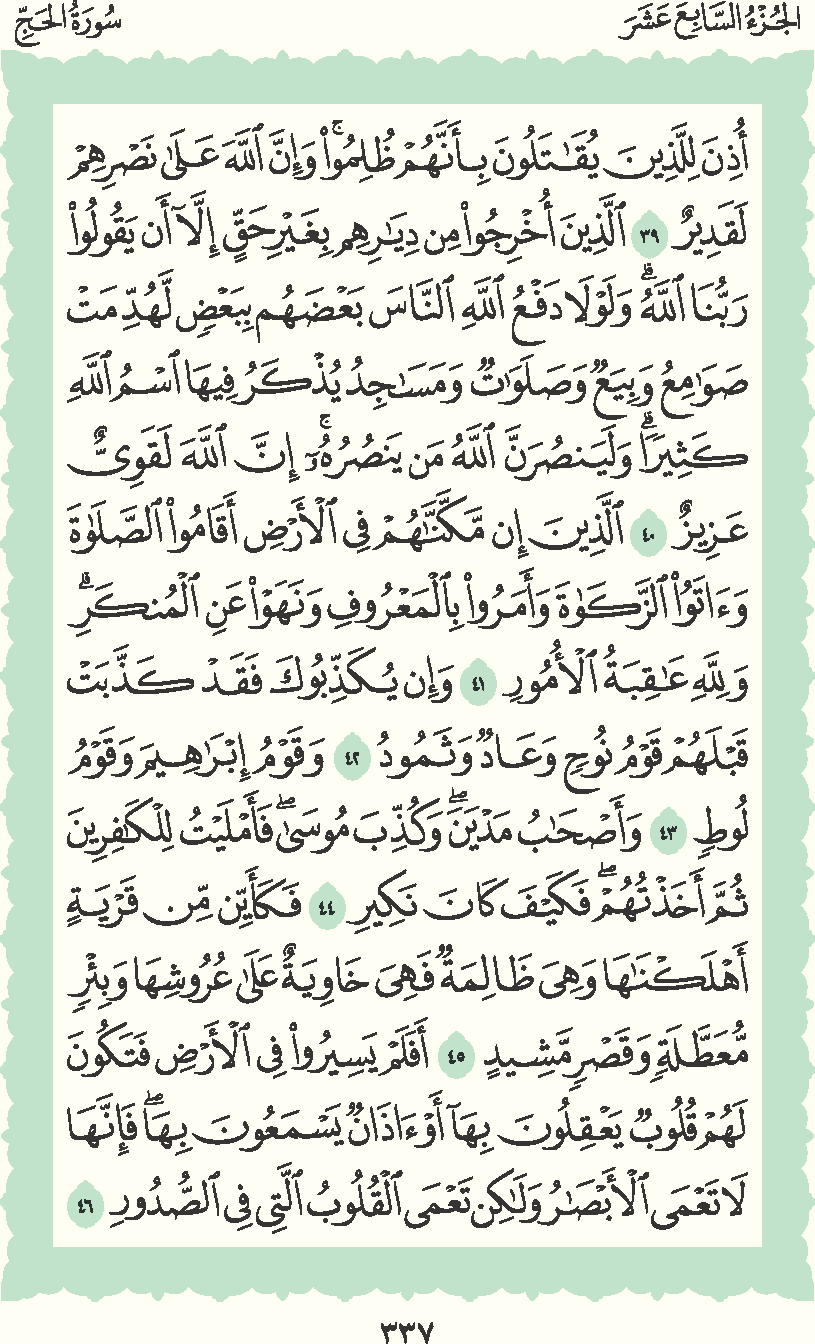 الجُزْءُ السَّابِعَ عَشَرَ
سُورَةُ الحَجِّ
أُذِنَ لِلَّذِينَ يُقَٰتَلُونَ بِأَنَّهُمْ ظُلِمُوا۟ۚ وَإِنَّ ٱللَّهَ عَلَىٰ نَصْرِهِمْ
لَقَدِيرٌ ٣٩ ٱلَّذِينَ أُخْرِجُوا۟ مِن دِيَٰرِهِم بِغَيْرِ حَقٍّ إِلَّآ أَن يَقُولُوا۟
رَبُّنَا ٱللَّهُۗ وَلَوْلَا دَفْعُ ٱللَّهِ ٱلنَّاسَ بَعْضَهُم بِبَعْضٍ لَّهُدِّمَتْ
صَوَٰمِعُ وَبِيَعٌ وَصَلَوَٰتٌ وَمَسَٰجِدُ يُذْكَرُ فِيهَا ٱسْمُ ٱللَّهِ
كَثِيرًاۗ وَلَيَنصُرَنَّ ٱللَّهُ مَن يَنصُرُهُۥٓۚ إِنَّ ٱللَّهَ لَقَوِىٌّ
عَزِيزٌ ٤٠ ٱلَّذِينَ إِن مَّكَّنَّٰهُمْ فِى ٱلْأَرْضِ أَقَامُوا۟ ٱلصَّلَوٰةَ
وَءَاتَوُا۟ ٱلزَّكَوٰةَ وَأَمَرُوا۟ بِٱلْمَعْرُوفِ وَنَهَوْا۟ عَنِ ٱلْمُنكَرِۗ
وَلِلَّهِ عَٰقِبَةُ ٱلْأُمُورِ ٤١ وَإِن يُكَذِّبُوكَ فَقَدْ كَذَّبَتْ
قَبْلَهُمْ قَوْمُ نُوحٍ وَعَادٌ وَثَمُودُ ٤٢ وَقَوْمُ إِبْرَٰهِيمَ وَقَوْمُ
لُوطٍ ٤٣ وَأَصْحَٰبُ مَدْيَنَۖ وَكُذِّبَ مُوسَىٰۖ فَأَمْلَيْتُ لِلْكَٰفِرِينَ
ثُمَّ أَخَذْتُهُمْۖ فَكَيْفَ كَانَ نَكِيرِ ٤٤ فَكَأَيِّن مِّن قَرْيَةٍ
أَهْلَكْنَٰهَا وَهِىَ ظَالِمَةٌ فَهِىَ خَاوِيَةٌ عَلَىٰ عُرُوشِهَا وَبِئْرٍ
مُّعَطَّلَةٍ وَقَصْرٍ مَّشِيدٍ ٤٥ أَفَلَمْ يَسِيرُوا۟ فِى ٱلْأَرْضِ فَتَكُونَ
لَهُمْ قُلُوبٌ يَعْقِلُونَ بِهَآ أَوْ ءَاذَانٌ يَسْمَعُونَ بِهَاۖ فَإِنَّهَا
لَا تَعْمَى ٱلْأَبْصَٰرُ وَلَٰكِن تَعْمَى ٱلْقُلُوبُ ٱلَّتِى فِى ٱلصُّدُورِ ٤٦
٣٣٧